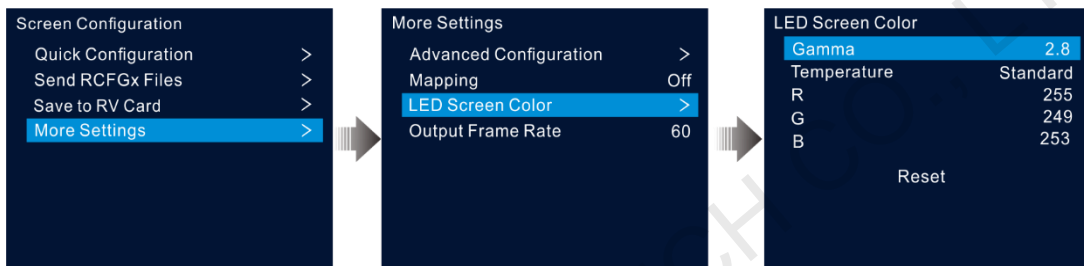 Screen Configuration
Quick Configuration >
Send RCFGx Files >
Save to RV Card >
More Settings >
More Settings
Advanced Configuration >
Mapping Off
LED Screen Color >
Output Frame Rate 60
LED Screen Color
Gamma 2.8
Temperature Standard
R 255
G 249
B 253
Reset